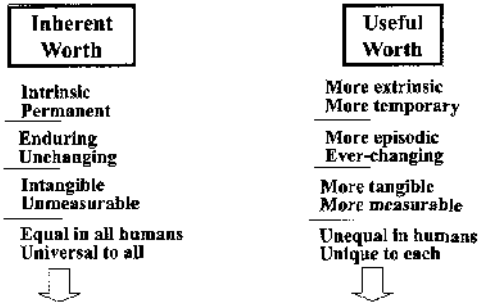 Inherent
Worth
Intrinsic
Permanent
Enduring
Unchanging
Intangible
Unmeasurable
Equal in all humans
Universal to all
Useful
Worth
More extrinsic
More temporary
More episodic
Ever-changing
More tangible
More measurable
Unequal in humans
Unique to each